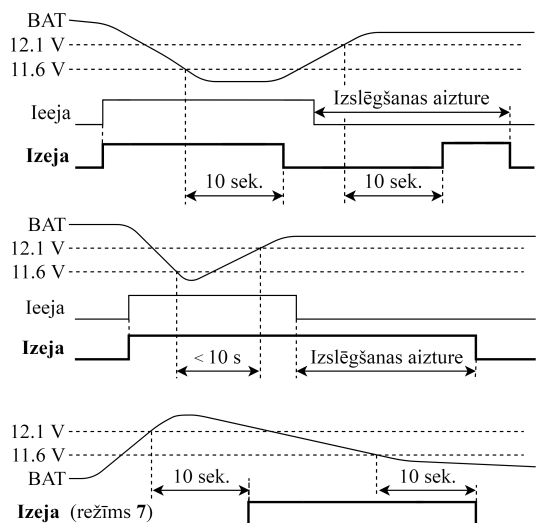 BAT
12.1 V
11.6 V
Ieeja
Izslēgšanas aizture
Izeja
10 sek.
10 sek.
BAT
12.1 V
11.6 V
Ieeja
Izeja
< 10 s
Izslēgšanas aizture
12.1 V
11.6 V
BAT
10 sek.
10 sek.
Izeja (režīms 7)